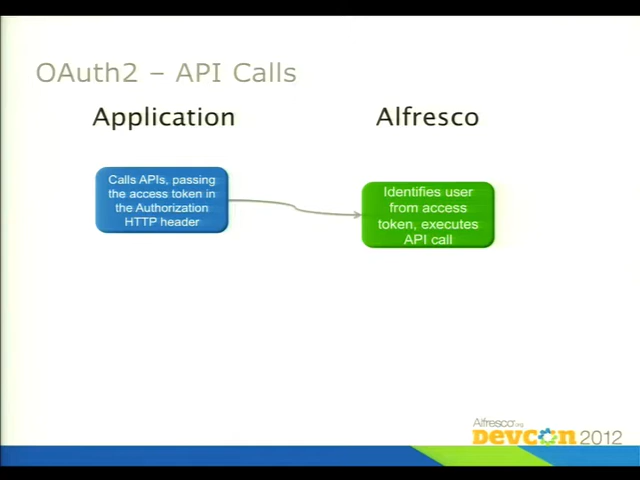 OAuth2 – API Calls
Application
Alfresco
Calls APIs, passing
the access token in
the Authorization
HTTP header
Identifies user
from access
token, executes
API call
Alfresco.org
DEVCON 2012